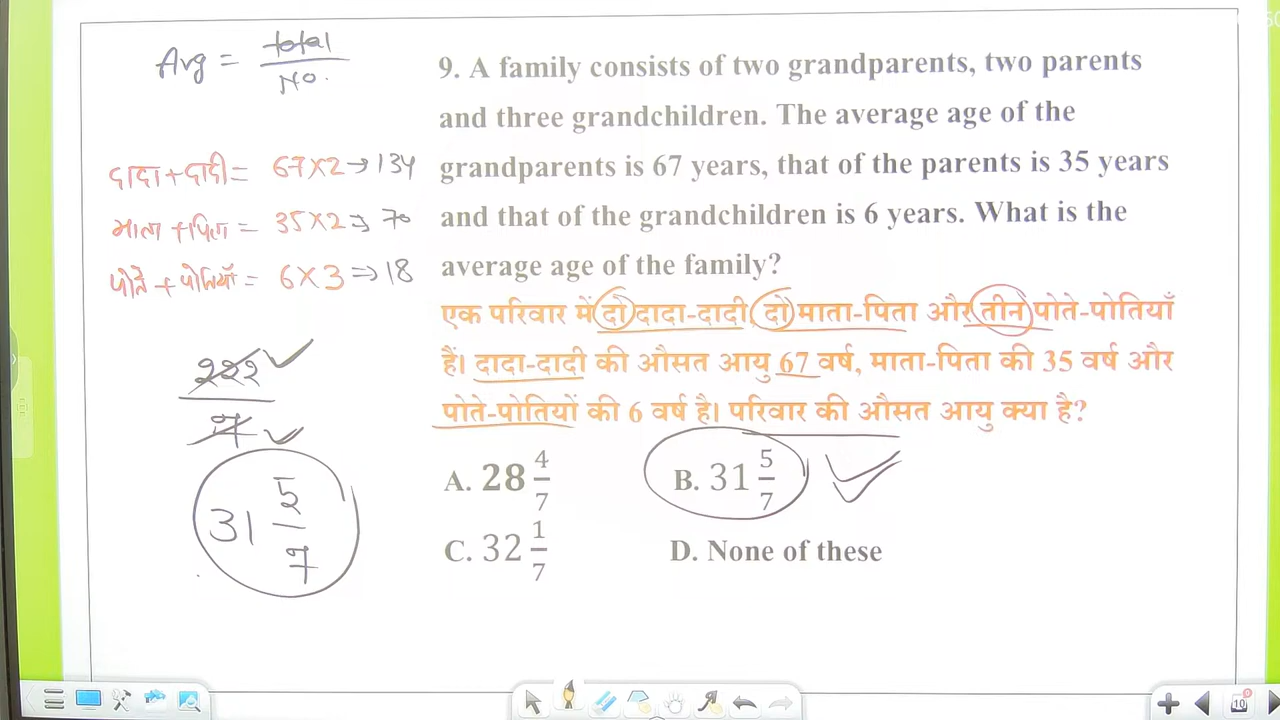 Avg = total / No.
9. A family consists of two grandparents, two parents
and three grandchildren. The average age of the
दादा+दादी = 67×2→134
grandparents is 67 years, that of the parents is 35 years
माता+पिता = 35×2⇒70
and that of the grandchildren is 6 years. What is the
पोते+पोतियाँ = 6×3⇒18
average age of the family?
एक परिवार में दो दादा-दादी, दो माता-पिता और तीन पोते-पोतियाँ
हैं। दादा-दादी की औसत आयु 67 वर्ष, माता-पिता की 35 वर्ष और
पोते-पोतियों की 6 वर्ष है। परिवार की औसत आयु क्या है?
222 / 7
31 5/7
A. 28 4/7
B. 31 5/7
C. 32 1/7
D. None of these
10